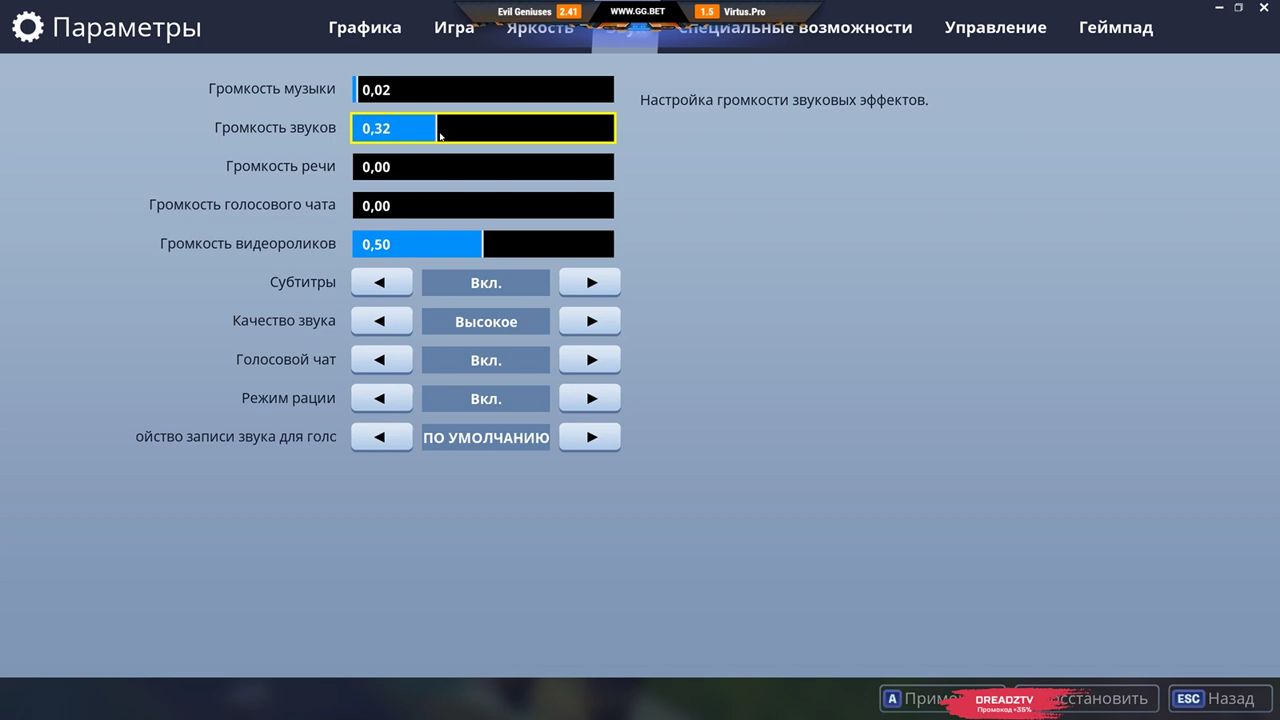 Evil Geniuses 2.41 WWW.GG.BET 1.5 Virtus.Pro
Параметры Графика Игра Яркость Специальные возможности Управление Геймпад
Громкость музыки 0,02
Настройка громкости звуковых эффектов.
Громкость звуков 0,32
Громкость речи 0,00
Громкость голосового чата 0,00
Громкость видеороликов 0,50
Субтитры Вкл.
Качество звука Высокое
Голосовой чат Вкл.
Режим рации Вкл.
ойство записи звука для голс ПО УМОЛЧАНИЮ
A ESC Назад
DREADZTV
Промокод +35%